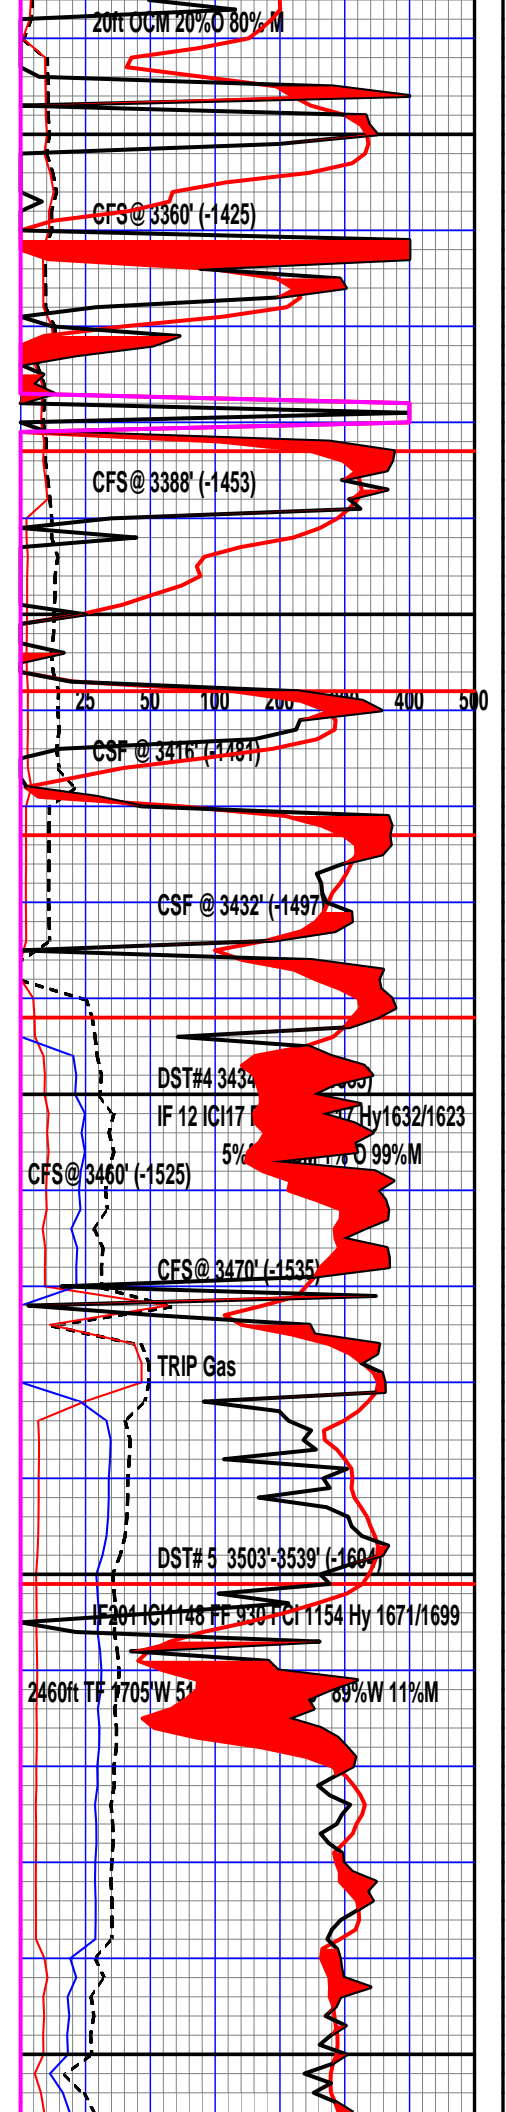 20ft OCM 20%O 80% M
CFS@ 3360' (-1425)
CFS@ 3388' (-1453)
25 50 100 200 400 500
CSF @ 3416' (-1481)
CSF @ 3432' (-1497
DST#4 3434
IF 12 ICI17 Hy1632/1623
5% O 99%M
CFS@ 3460' (-1525)
CFS@ 3470' (-1535)
TRIP Gas
DST# 5 3503'-3539' (-1604)
IF201 ICI1148 FF 930 FCI 1154 Hy 1671/1699
2460ft TF 1705'W 51 89%W 11%M